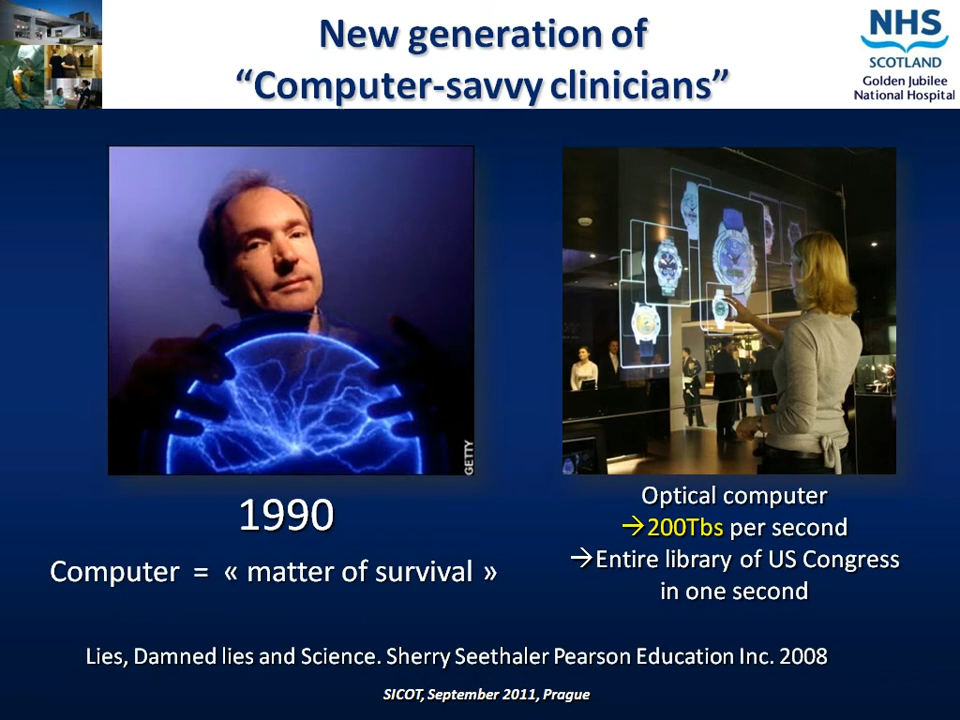 New generation of
“Computer-savvy clinicians”
NHS
SCOTLAND
Golden Jubilee
National Hospital
GETTY
1990
Computer = « matter of survival »
Optical computer
→200Tbs per second
→Entire library of US Congress
in one second
Lies, Damned lies and Science. Sherry Seethaler Pearson Education Inc. 2008
SICOT, September 2011, Prague